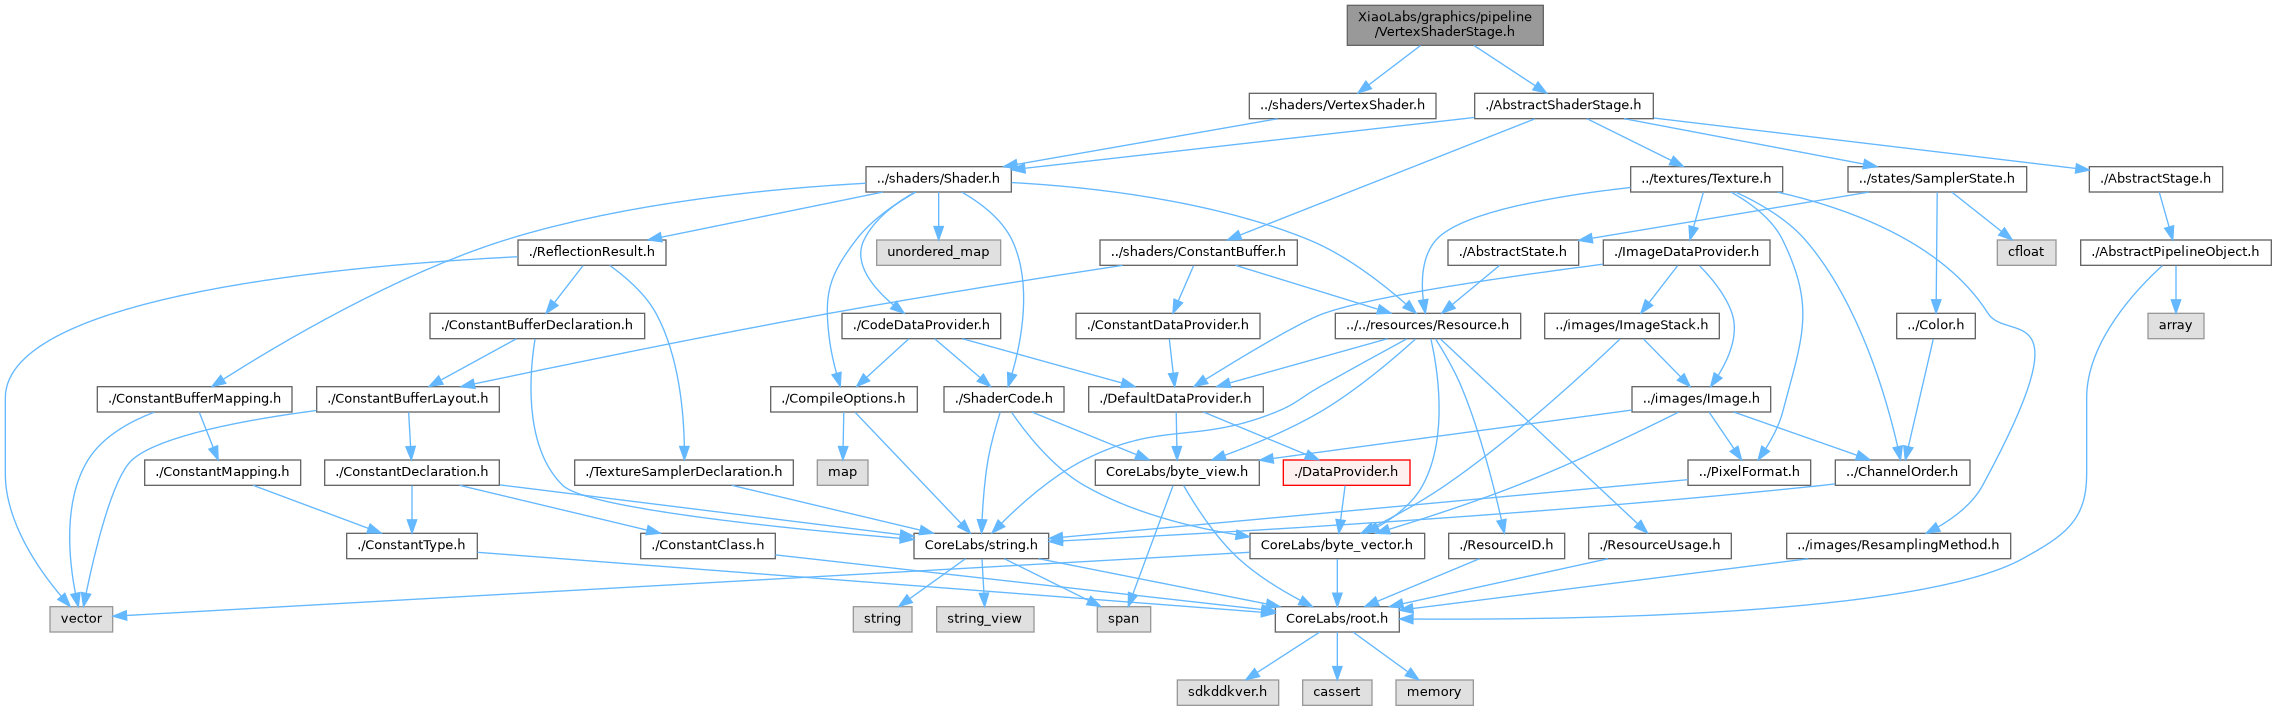 XiaoLabs/graphics/pipeline
/VertexShaderStage.h
../shaders/VertexShader.h
./AbstractShaderStage.h
../shaders/Shader.h
../textures/Texture.h
../states/SamplerState.h
./AbstractStage.h
./ReflectionResult.h
unordered_map
../shaders/ConstantBuffer.h
./AbstractState.h
./ImageDataProvider.h
cfloat
./AbstractPipelineObject.h
./ConstantBufferDeclaration.h
./CodeDataProvider.h
./ConstantDataProvider.h
../../resources/Resource.h
../images/ImageStack.h
../Color.h
array
./ConstantBufferMapping.h
./ConstantBufferLayout.h
./CompileOptions.h
./ShaderCode.h
./DefaultDataProvider.h
../images/Image.h
./ConstantMapping.h
./ConstantDeclaration.h
./TextureSamplerDeclaration.h
map
CoreLabs/byte_view.h
./DataProvider.h
../PixelFormat.h
../ChannelOrder.h
./ConstantType.h
./ConstantClass.h
CoreLabs/string.h
CoreLabs/byte_vector.h
./ResourceID.h
./ResourceUsage.h
../images/ResamplingMethod.h
vector
string
string_view
span
CoreLabs/root.h
sdkddkver.h
cassert
memory